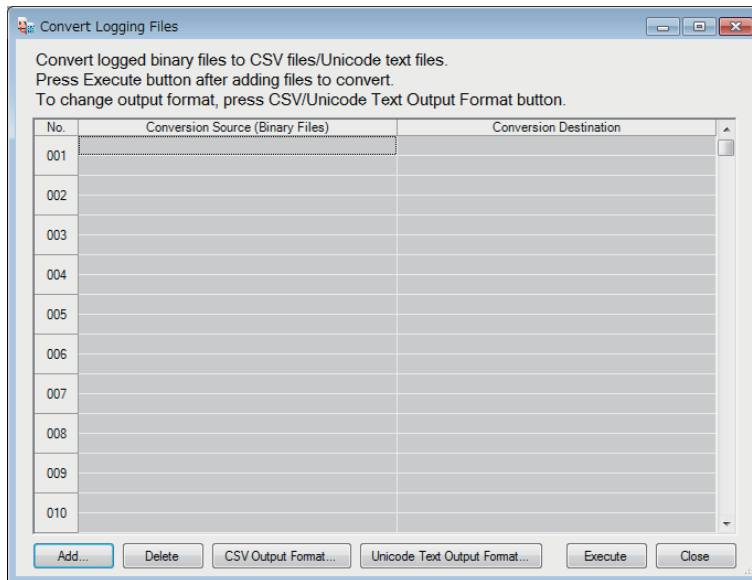 Convert Logging Files
Convert logged binary files to CSV files/Unicode text files.
Press Execute button after adding files to convert.
To change output format, press CSV/Unicode Text Output Format button.
No. Conversion Source (Binary Files) Conversion Destination
001
002
003
004
005
006
007
008
009
010
Add... Delete CSV Output Format... Unicode Text Output Format... Execute Close